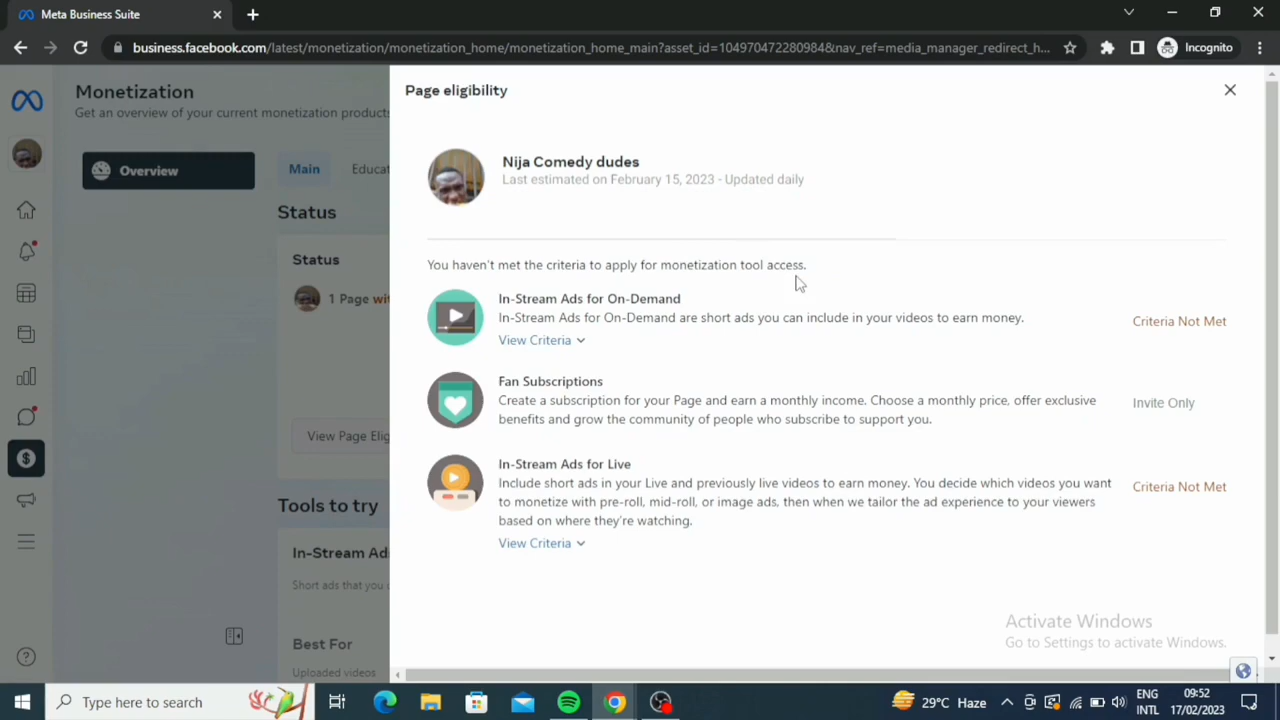 Meta Business Suite
business.facebook.com/latest/monetization/monetization_home/monetization_home_main?asset_id=104970472280984&nav_ref=media_manager_redirect_h...
Incognito
Monetization
Get an overview of your current monetization products
Overview
Main
Educat
Status
Status
1 Page wit
View Page Elig
Tools to try
In-Stream Ads
Short ads that you c
Best For
Uploaded videos
Page eligibility
Nija Comedy dudes
Last estimated on February 15, 2023 - Updated daily
You haven't met the criteria to apply for monetization tool access.
In-Stream Ads for On-Demand
In-Stream Ads for On-Demand are short ads you can include in your videos to earn money.
Criteria Not Met
View Criteria
Fan Subscriptions
Create a subscription for your Page and earn a monthly income. Choose a monthly price, offer exclusive
benefits and grow the community of people who subscribe to support you.
Invite Only
In-Stream Ads for Live
Include short ads in your Live and previously live videos to earn money. You decide which videos you want
to monetize with pre-roll, mid-roll, or image ads, then when we tailor the ad experience to your viewers
based on where they're watching.
Criteria Not Met
View Criteria
Activate Windows
Go to Settings to activate Windows.
Type here to search
29°C Haze
ENG
INTL
09:52
17/02/2023